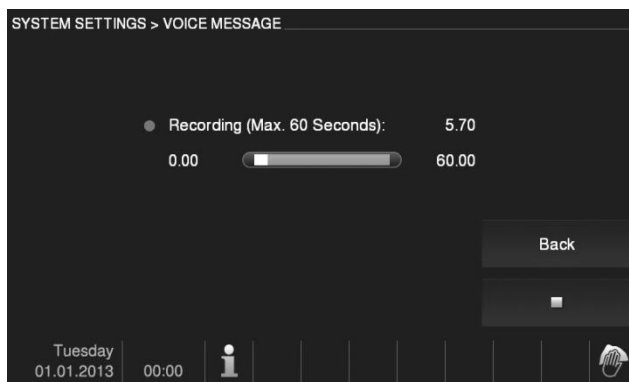 SYSTEM SETTINGS > VOICE MESSAGE
Recording (Max. 60 Seconds): 5.70
0.00 60.00
Back
Tuesday
01.01.2013 00:00